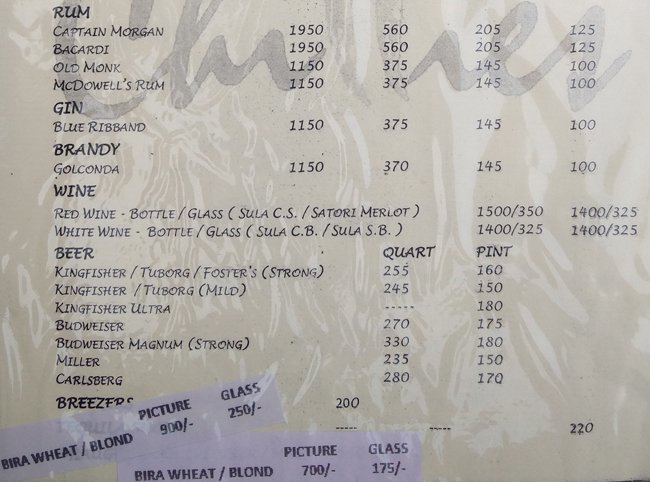 Chillies
RUM
CAPTAIN MORGAN 1950 560 205 125
BACARDI 1950 560 205 125
OLD MONK 1150 375 145 100
MCDOWELL'S RUM 1150 375 145 100
GIN
BLUE RIBBAND 1150 375 145 100
BRANDY
GOLCONDA 1150 370 145 100
WINE
RED WINE - BOTTLE / GLASS ( SULA C.S. / SATORI MERLOT ) 1500/350 1400/325
WHITE WINE - BOTTLE / GLASS ( SULA C.B. / SULA S.B. ) 1400/325 1400/325
BEER QUART PINT
KINGFISHER / TUBORG / FOSTER'S (STRONG) 255 160
KINGFISHER / TUBORG (MILD) 245 150
KINGFISHER ULTRA ----- 180
BUDWEISER 270 175
BUDWEISER MAGNUM (STRONG) 330 180
MILLER 235 150
CARLSBERG 280 170
BREEZERS 200
----- ----- 220
PICTURE GLASS
BIRA WHEAT / BLOND 900/- 250/-
PICTURE GLASS
BIRA WHEAT / BLOND 700/- 175/-